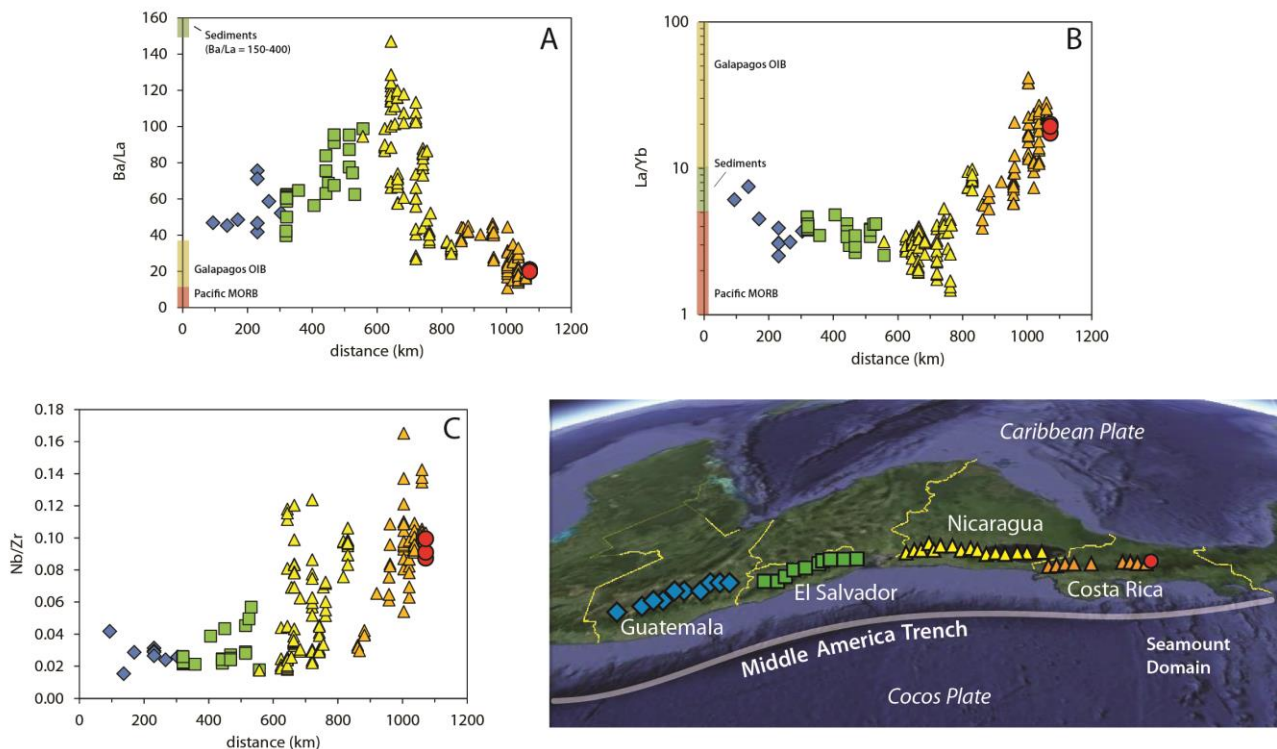 A
160
140
120
100
80
60
40
20
0
Ba/La
Sediments
(Ba/La = 150-400)
Galapagos OIB
Pacific MORB
0 200 400 600 800 1000 1200
distance (km)
B
100
10
1
La/Yb
Galapagos OIB
Sediments
Pacific MORB
0 200 400 600 800 1000 1200
distance (km)
C
0.18
0.16
0.14
0.12
0.10
0.08
0.06
0.04
0.02
0.00
Nb/Zr
0 200 400 600 800 1000 1200
distance (km)
Caribbean Plate
Nicaragua
El Salvador
Costa Rica
Guatemala
Middle America Trench
Seamount
Domain
Cocos Plate